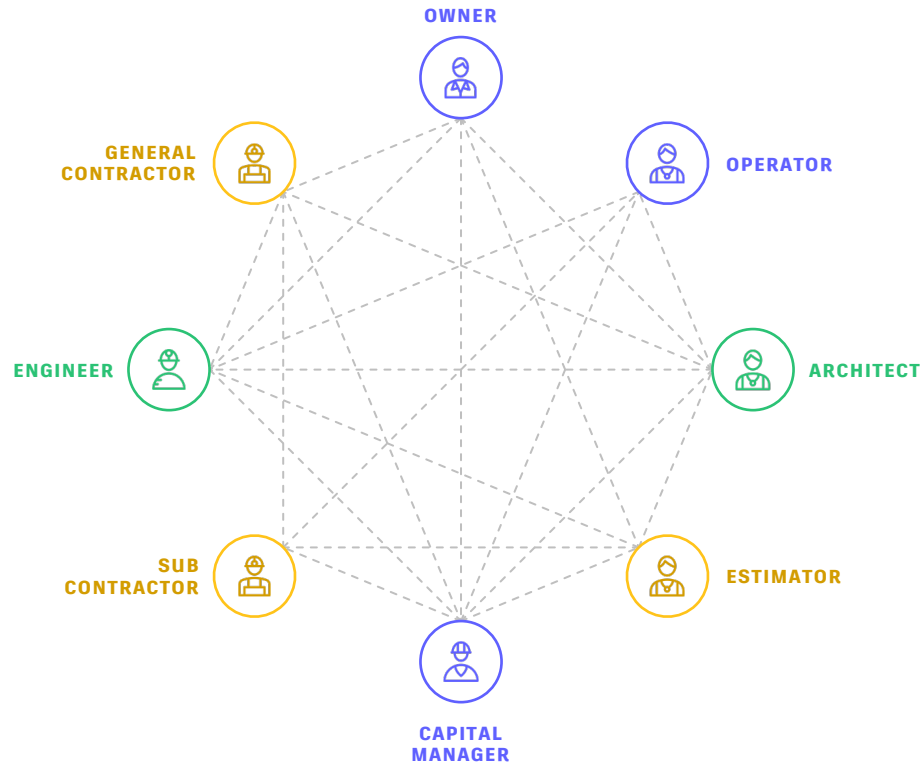 OWNER
GENERAL
CONTRACTOR
OPERATOR
ENGINEER
ARCHITECT
SUB
CONTRACTOR
ESTIMATOR
CAPITAL
MANAGER